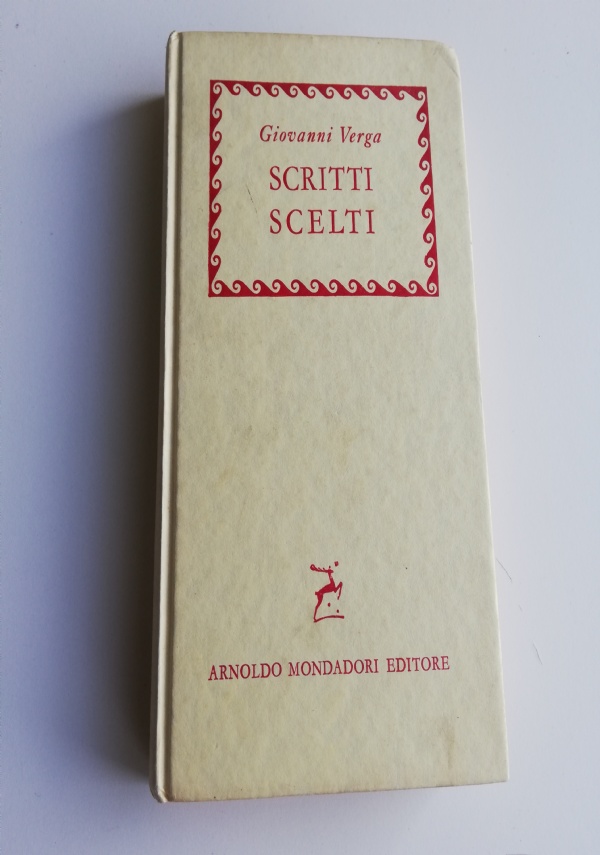 Giovanni Verga
SCRITTI
SCELTI
ARNOLDO MONDADORI EDITORE